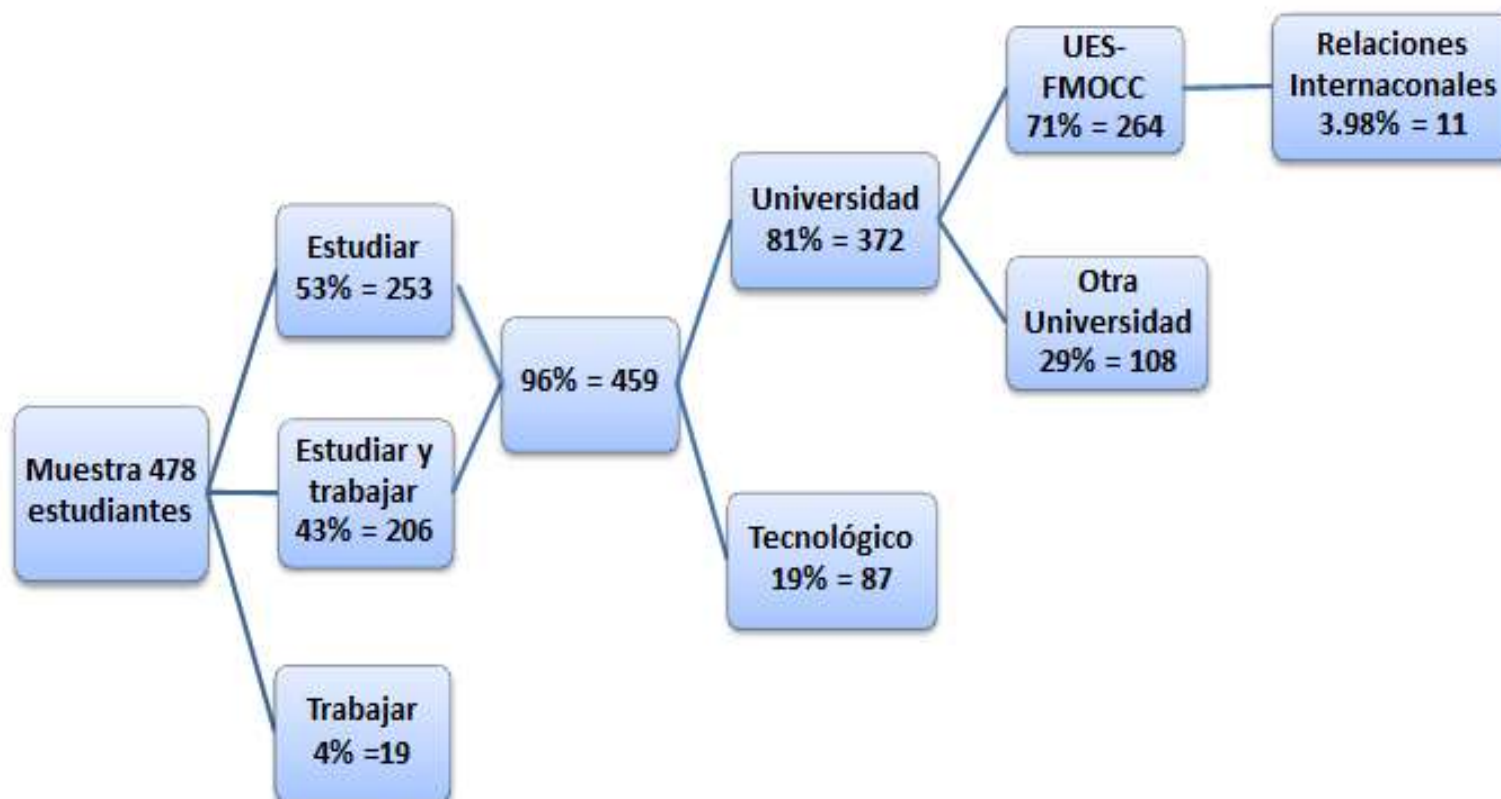 Muestra 478
estudiantes
Estudiar
53% = 253
Estudiar y
trabajar
43% = 206
Trabajar
4% =19
96% = 459
Universidad
81% = 372
Tecnológico
19% = 87
UES-
FMOCC
71% = 264
Otra
Universidad
29% = 108
Relaciones
Internaconales
3.98% = 11